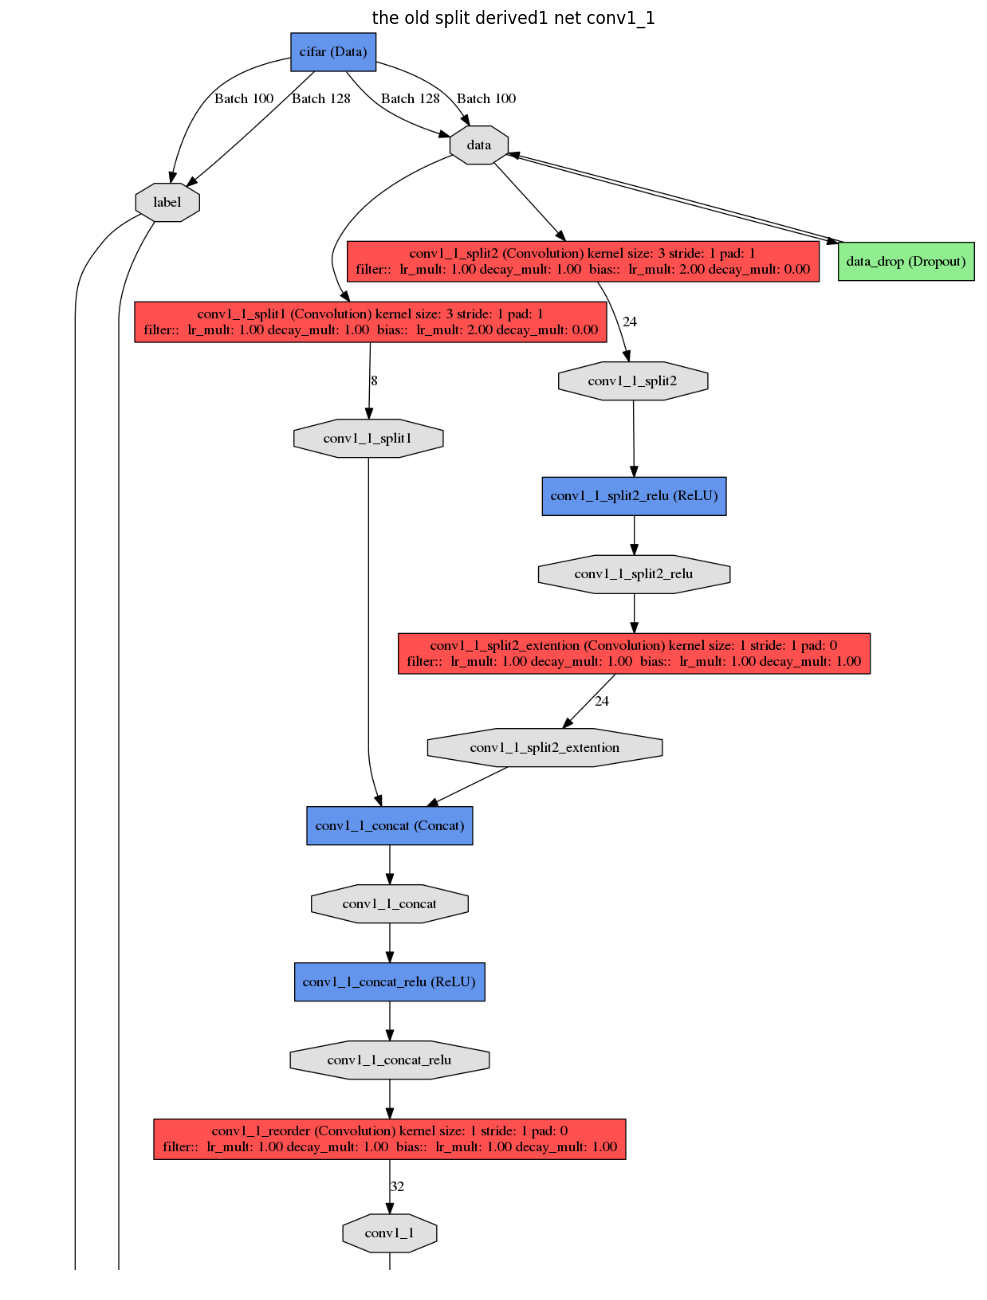 the old split derived1 net conv1_1
cifar (Data)
Batch 100
Batch 128
Batch 128
Batch 100
data
label
conv1_1_split2 (Convolution) kernel size: 3 stride: 1 pad: 1
filter::  lr_mult: 1.00 decay_mult: 1.00  bias::  lr_mult: 2.00 decay_mult: 0.00
data_drop (Dropout)
conv1_1_split1 (Convolution) kernel size: 3 stride: 1 pad: 1
filter::  lr_mult: 1.00 decay_mult: 1.00  bias::  lr_mult: 2.00 decay_mult: 0.00
24
8
conv1_1_split2
conv1_1_split1
conv1_1_split2_relu (ReLU)
conv1_1_split2_relu
conv1_1_split2_extention (Convolution) kernel size: 1 stride: 1 pad: 0
filter::  lr_mult: 1.00 decay_mult: 1.00  bias::  lr_mult: 1.00 decay_mult: 1.00
24
conv1_1_split2_extention
conv1_1_concat (Concat)
conv1_1_concat
conv1_1_concat_relu (ReLU)
conv1_1_concat_relu
conv1_1_reorder (Convolution) kernel size: 1 stride: 1 pad: 0
filter::  lr_mult: 1.00 decay_mult: 1.00  bias::  lr_mult: 1.00 decay_mult: 1.00
32
conv1_1